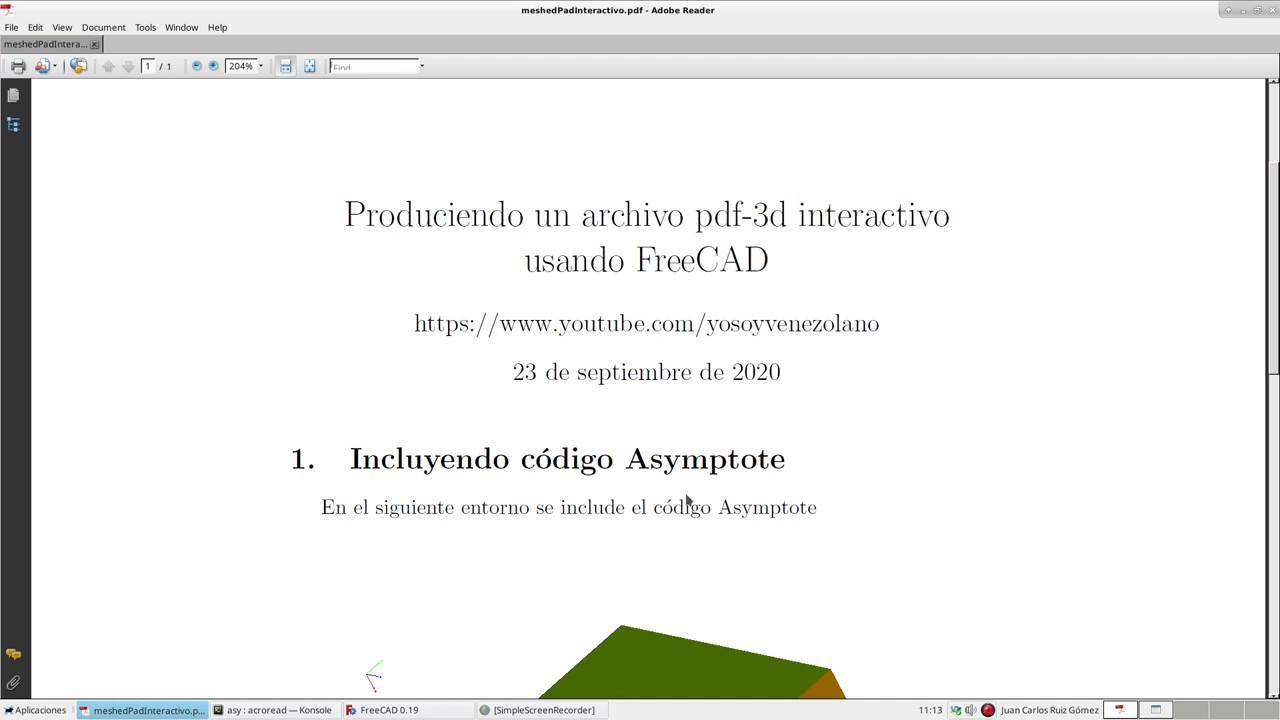 meshedPadInteractivo.pdf - Adobe Reader
File Edit View Document Tools Window Help
meshedPadIntera...
1 / 1 204% Find
Produciendo un archivo pdf-3d interactivo
usando FreeCAD
https://www.youtube.com/yosoyvenezolano
23 de septiembre de 2020
1. Incluyendo código Asymptote
En el siguiente entorno se include el código Asymptote
Aplicaciones meshedPadInteractivo.p... asy : acroread — Konsole FreeCAD 0.19 [SimpleScreenRecorder] 11:13 Juan Carlos Ruiz Gómez